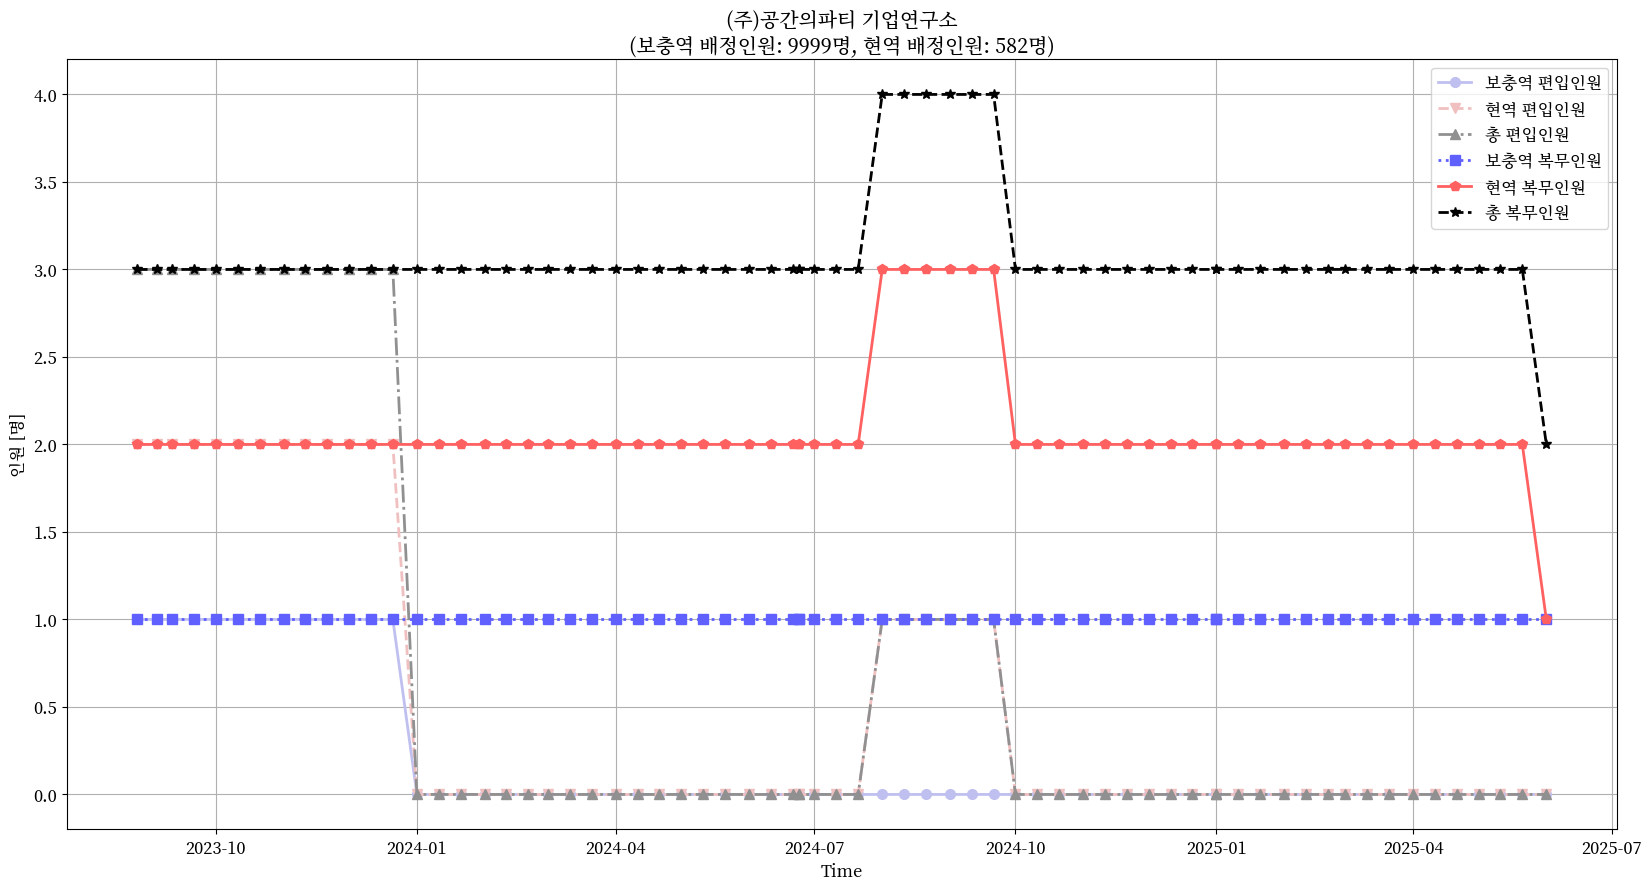 (주)공간의파티 기업연구소
(보충역 배정인원: 9999명, 현역 배정인원: 582명)
4.0
3.5
3.0
2.5
2.0
1.5
1.0
0.5
0.0
인원 [명]
보충역 편입인원
현역 편입인원
총 편입인원
보충역 복무인원
현역 복무인원
총 복무인원
2023-10
2024-01
2024-04
2024-07
2024-10
2025-01
2025-04
2025-07
Time